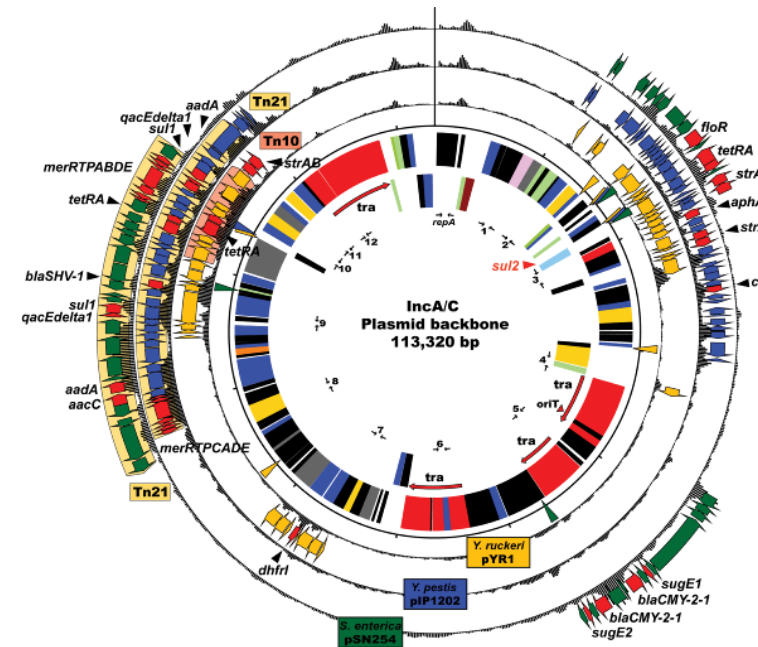 aadA
Tn21
qacEdelta1
sul1
Tn10
floR
merRTPABDE
strAB
tetRA
tra
aphA
tetRA
repA
1
12
2
tetRA
11
10
sul2
3
blaSHV-1
IncA/C
Plasmid backbone
113,320 bp
sul1
qacEdelta1
9
4
tra
8
oriT
aadA
5
aacC
tra
7
6
merRTPCADE
tra
Tn21
Y. ruckeri
pYR1
dhfrI
Y. pestis
pIP1202
sugE1
blaCMY-2-1
S. enterica
pSN254
blaCMY-2-1
sugE2